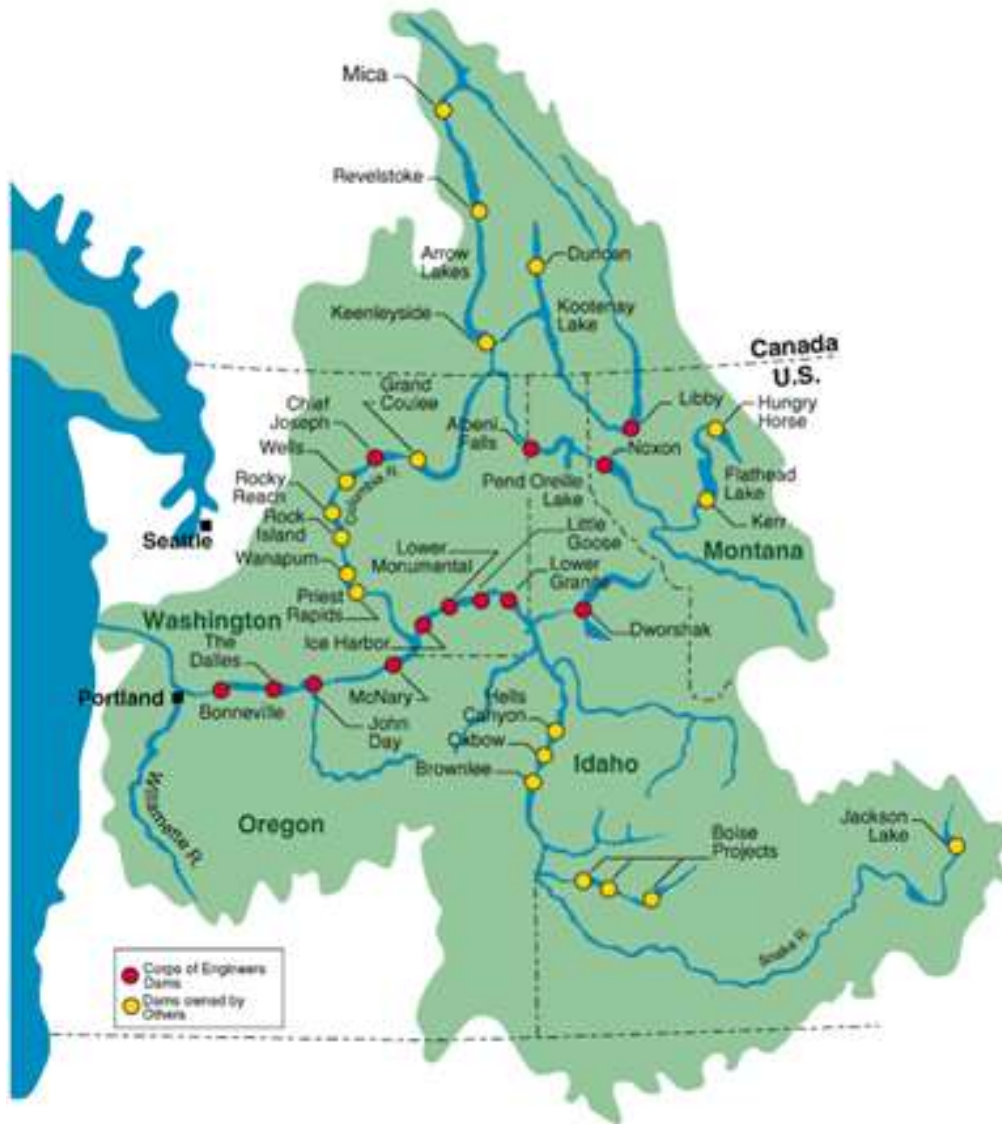 Mica
Revelstoke
Arrow
Lakes
Duncan
Kootenay
Lake
Keenleyside
Canada
U.S.
Grand
Coulee
Chief
Joseph
Albeni
Falls
Libby
Hungry
Horse
Wells
Noxon
Columbia R.
Rocky
Reach
Pend Oreille
Lake
Flathead
Lake
Rock
Island
Kerr
Seattle
Little
Goose
Montana
Wanapum
Lower
Monumental
Lower
Granite
Priest
Rapids
Washington
Ice Harbor
Dworshak
The
Dalles
Portland
Bonneville
McNary
John
Day
Hells
Canyon
Oxbow
Brownlee
Idaho
Willamette R.
Oregon
Boise
Projects
Jackson
Lake
Snake R.
Corps of Engineers
Dams
Dams owned by
Others